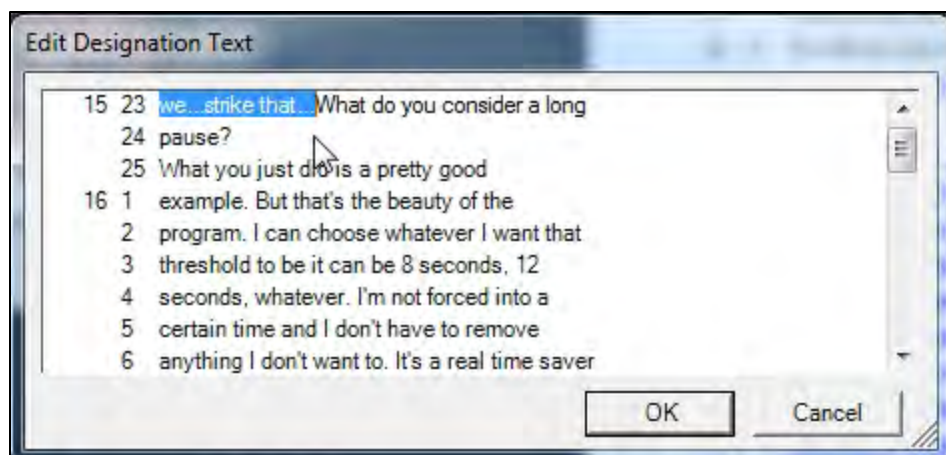 Edit Designation Text
15 23 we...strike that...What do you consider a long
24 pause?
25 What you just did is a pretty good
16 1 example. But that's the beauty of the
2 program. I can choose whatever I want that
3 threshold to be it can be 8 seconds, 12
4 seconds, whatever. I'm not forced into a
5 certain time and I don't have to remove
6 anything I don't want to. It's a real time saver
OK Cancel